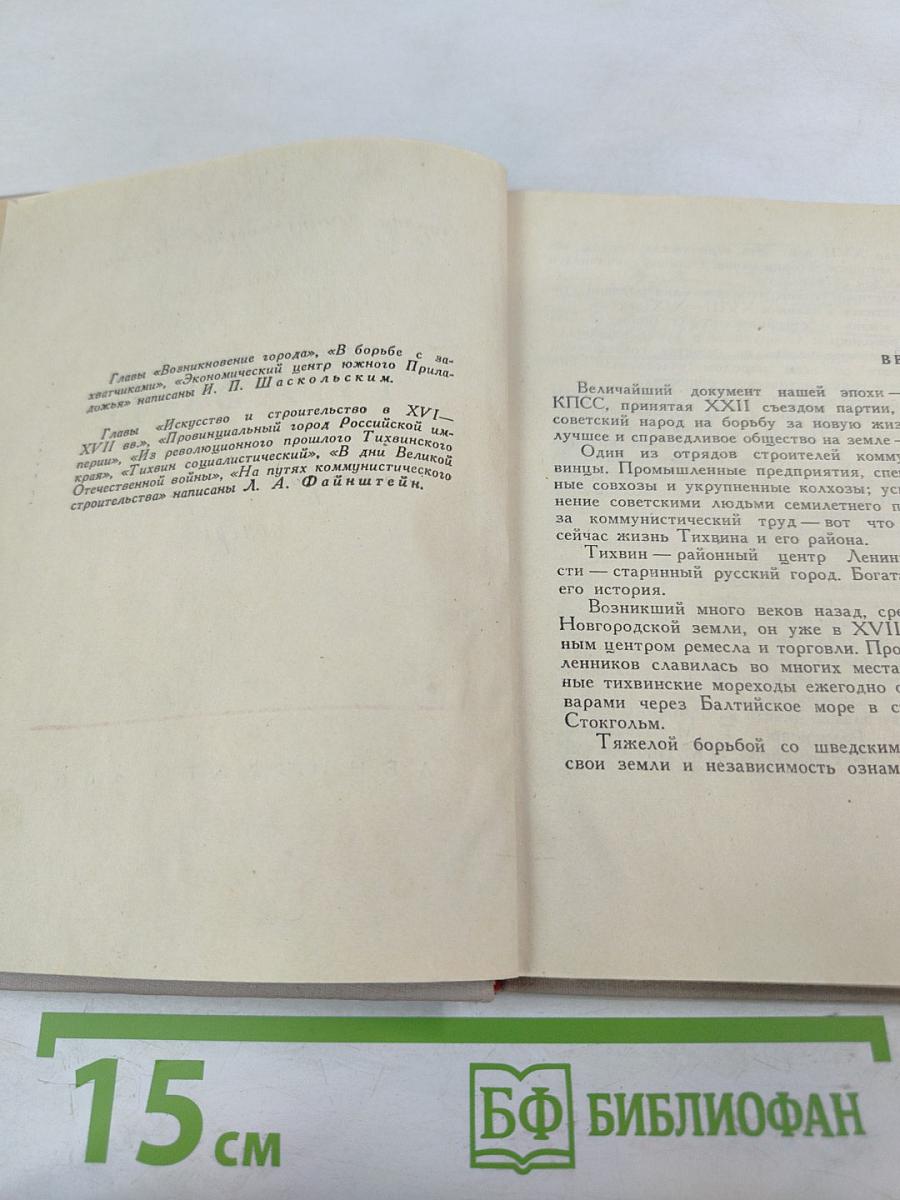 Главы «Возникновение города», «В борьбе с за-
хватчиками», «Экономический центр южного Прила-
дожья» написаны И. П. Шаскольским.
Главы «Искусство и строительство в XVI—
XVII вв.», «Провинциальный город Российской им-
перии», «Из революционного прошлого Тихвинского
края», «Тихвин социалистический», «В дни Великой
Отечественной войны», «На путях коммунистического
строительства» написаны Л. А. Файнштейн.
Величайший документ нашей эпохи —
КПСС, принятая XXII съездом партии,
советский народ на борьбу за новую жиз
лучшее и справедливое общество на земле —
Один из отрядов строителей комму
винцы. Промышленные предприятия, спец
ные совхозы и укрупненные колхозы; ус
нение советскими людьми семилетнего п
за коммунистический труд — вот что
сейчас жизнь Тихвина и его района.
Тихвин — районный центр Ленин
сти — старинный русский город. Богат
его история.
Возникший много веков назад, сре
Новгородской земли, он уже в XVII
ным центром ремесла и торговли. Про
ленников славилась во многих места
ные тихвинские мореходы ежегодно с
варами через Балтийское море в с
Стокгольм.
Тяжелой борьбой со шведским
свои земли и независимость ознам
15 см
БФ БИБЛИОФАН